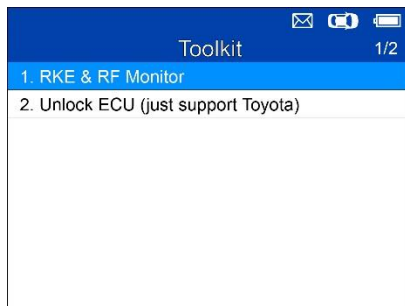 Toolkit 1/2
1. RKE & RF Monitor
2. Unlock ECU (just support Toyota)